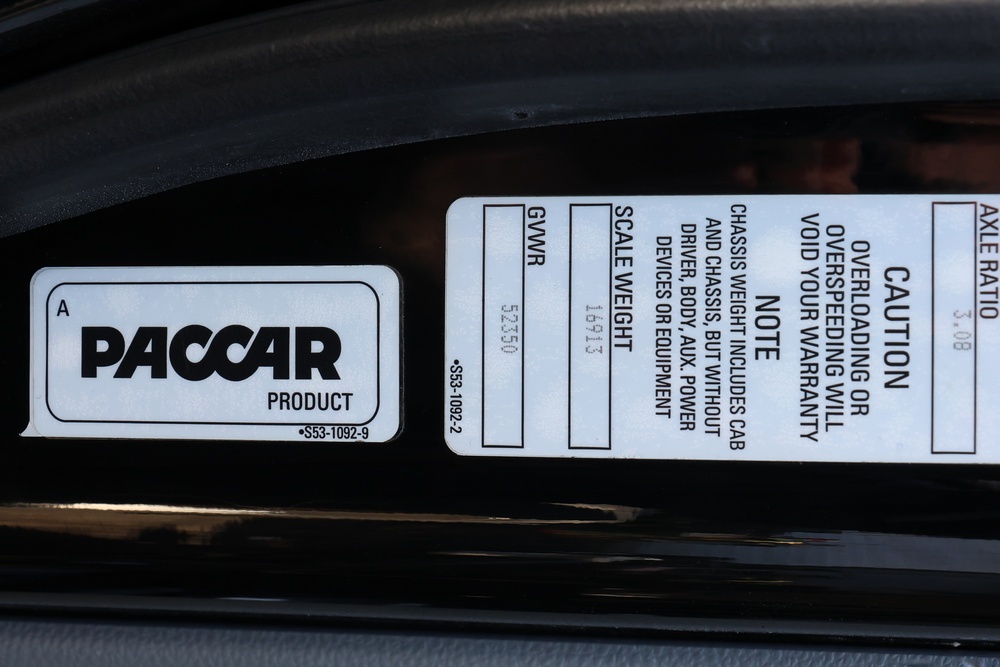 A
PACCAR
PRODUCT
•S53-1092-9
AXLE RATIO
3.08
CAUTION
OVERLOADING OR
OVERSPEEDING WILL
VOID YOUR WARRANTY
NOTE
CHASSIS WEIGHT INCLUDES CAB
AND CHASSIS, BUT WITHOUT
DRIVER, BODY, AUX. POWER
DEVICES OR EQUIPMENT
SCALE WEIGHT
16913
GVWR
52350
•S53-1092-2